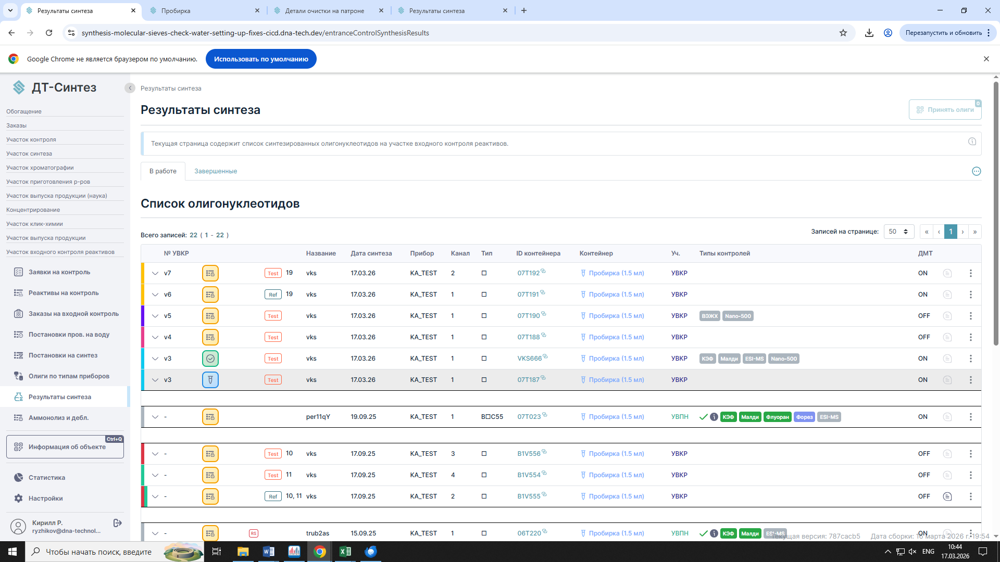 Результаты синтеза
Пробирка
Детали очистки на патроне
Результаты синтеза
synthesis-molecular-sieves-check-water-setting-up-fixes-cicd.dna-tech.dev/entranceControlSynthesisResults
Перезапустить и обновить
Google Chrome не является браузером по умолчанию.
Использовать по умолчанию
ДТ-Синтез
Обогащение
Заказы
Участок контроля
Участок синтеза
Участок хроматографии
Участок приготовления р-ров
Участок выпуска продукции (наука)
Концентрирование
Участок клик-химии
Участок выпуска продукции
Участок входного контроля реактивов
Заявки на контроль
Реактивы на контроль
Заказы на входной контроль
Постановки пров. на воду
Постановки на синтез
Олиги по типам приборов
Результаты синтеза
Аммонолиз и дебл.
Ctrl+Q
Информация об объекте
Статистика
Настройки
Кирилл Р.
ryzhikov@dna-technol...
Результаты синтеза
Результаты синтеза
Принять олиги 0
Текущая страница содержит список синтезированных олигонуклеотидов на участке входного контроля реактивов.
В работе Завершенные
Список олигонуклеотидов
Всего записей: 22 ( 1 - 22 )
Записей на странице: 50 « ‹ 1 › »
№ УВКР Название Дата синтеза Прибор Канал Тип ID контейнера Контейнер Уч. Типы контролей ДМТ
v7 Test 19 vks 17.03.26 KA_TEST 2 □ 07T192 Пробирка (1.5 мл) УВКР ON
v6 Ref 19 vks 17.03.26 KA_TEST 1 □ 07T191 Пробирка (1.5 мл) УВКР ON
v5 Test vks 17.03.26 KA_TEST 1 □ 07T190 Пробирка (1.5 мл) УВКР ВЭЖХ Nano-500 OFF
v4 Test vks 17.03.26 KA_TEST 1 □ 07T188 Пробирка (1.5 мл) УВКР OFF
v3 Test vks 17.03.26 KA_TEST 1 □ VKS666 Пробирка (1.5 мл) УВКР КЭФ Малди ESI-MS Nano-500 ON
v3 Test vks 17.03.26 KA_TEST 1 □ 07T187 Пробирка (1.5 мл) УВКР ON
- per11qY 19.09.25 KA_TEST 1 B□C55 07T023 Пробирка (1.5 мл) УВПН КЭФ Малди Флуоран Форез ESI-MS ON
- Test 10 vks 17.09.25 KA_TEST 3 □ B1V556 Пробирка (1.5 мл) УВКР OFF
- Test 11 vks 17.09.25 KA_TEST 4 □ B1V554 Пробирка (1.5 мл) УВКР OFF
- Ref 10, 11 vks 17.09.25 KA_TEST 2 □ B1V555 Пробирка (1.5 мл) УВКР OFF
- RS trub2as 15.09.25 KA_TEST 1 □ 06T220 Пробирка (1.5 мл) УВПН КЭФ Малди ESI-MS ON
Текущая версия: 787cacb5 Дата сборки: 16 марта 2026 г. 19:54
Чтобы начать поиск, введите
ENG
10:44
17.03.2026